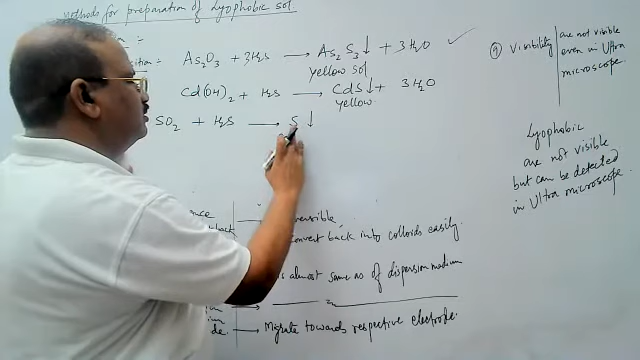 methods for preparation of Lyophobic sol
As2O3 + 3H2S → As2S3↓ + 3H2O ✓
yellow sol
Cd(OH)2 + H2S → CdS↓ + 3H2O
yellow.
SO2 + H2S → S ↓
back into colloids easily.
almost same as of dispersion medium
→ Migrate towards respective electrode.
(9) Visibility
are not visible
even in Ultra
microscope.
Lyophobic
are not visible
but can be detected
in Ultra microscope.